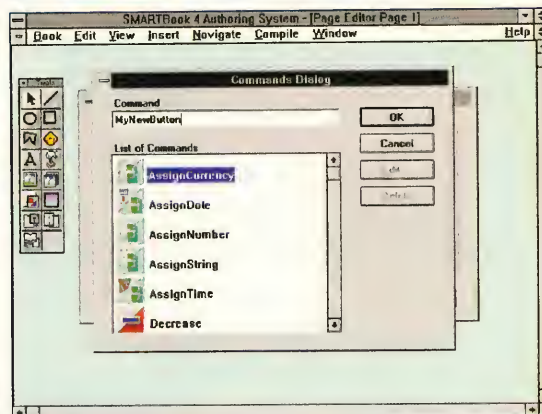 SMARTBook 4 Authoring System - [Page Editor Page 1]
Book Edit View Insert Navigate Compile Window Help
Tools
Commands Dialog
Command
MyNewButton
OK
List of Commands
Cancel
AssignCurrency
AssignDate
AssignNumber
AssignString
AssignTime
Decrease